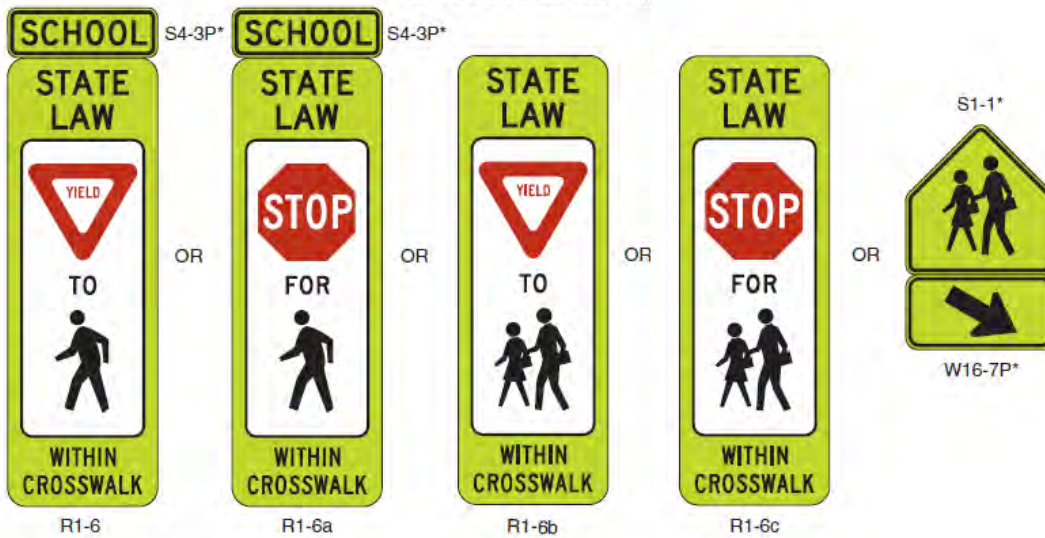 SCHOOL S4-3P*
STATE
LAW
YIELD
TO
WITHIN
CROSSWALK
R1-6
OR
SCHOOL S4-3P*
STATE
LAW
STOP
FOR
WITHIN
CROSSWALK
R1-6a
OR
STATE
LAW
YIELD
TO
WITHIN
CROSSWALK
R1-6b
OR
STATE
LAW
STOP
FOR
WITHIN
CROSSWALK
R1-6c
OR
S1-1*
W16-7P*